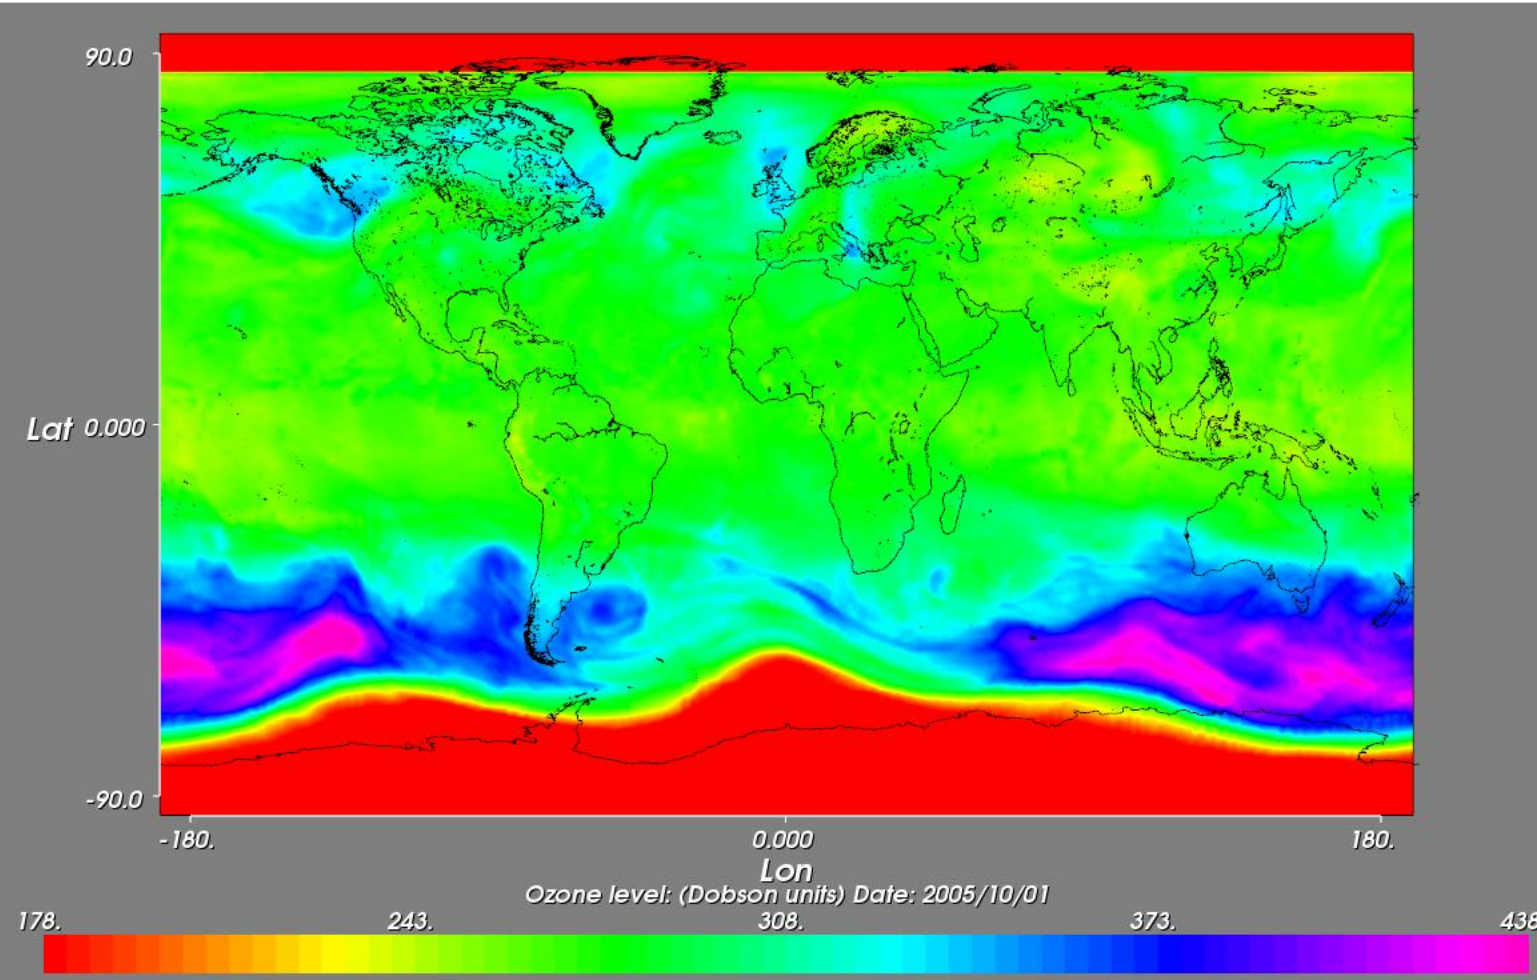 90.0
Lat 0.000
-90.0
-180. 0.000 180.
Lon
Ozone level: (Dobson units) Date: 2005/10/01
178. 243. 308. 373. 438